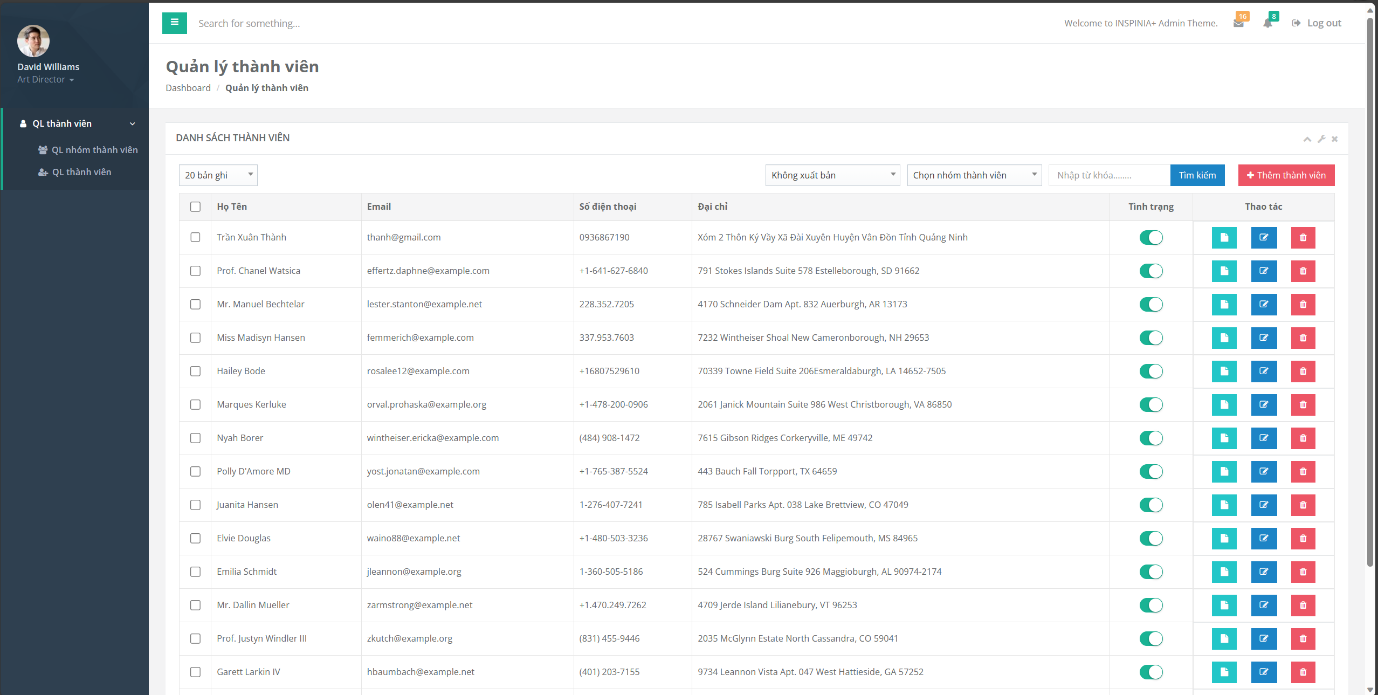 Search for something...
Welcome to INSPINIA+ Admin Theme.
16
8
Log out
David Williams
Art Director
QL thành viên
QL nhóm thành viên
QL thành viên
Quản lý thành viên
Dashboard / Quản lý thành viên
DANH SÁCH THÀNH VIÊN
20 bản ghi
Không xuất bản
Chọn nhóm thành viên
Nhập từ khóa........
Tìm kiếm
Thêm thành viên
Họ Tên Email Số điện thoại Đại chỉ Tình trạng Thao tác
Trần Xuân Thành thanh@gmail.com 0936867190 Xóm 2 Thôn Ký Vầy Xã Đài Xuyên Huyện Vân Đồn Tỉnh Quảng Ninh
Prof. Chanel Watsica effertz.daphne@example.com +1-641-627-6840 791 Stokes Islands Suite 578 Estelleborough, SD 91662
Mr. Manuel Bechtelar lester.stanton@example.net 228.352.7205 4170 Schneider Dam Apt. 832 Auerburgh, AR 13173
Miss Madisyn Hansen femmerich@example.com 337.953.7603 7232 Wintheiser Shoal New Cameronborough, NH 29653
Hailey Bode rosalee12@example.com +16807529610 70339 Towne Field Suite 206Esmeraldaburgh, LA 14652-7505
Marques Kerluke orval.prohaska@example.org +1-478-200-0906 2061 Janick Mountain Suite 986 West Christborough, VA 86850
Nyah Borer wintheiser.ericka@example.com (484) 908-1472 7615 Gibson Ridges Corkeryville, ME 49742
Polly D'Amore MD yost.jonatan@example.com +1-765-387-5524 443 Bauch Fall Torpport, TX 64659
Juanita Hansen olen41@example.net 1-276-407-7241 785 Isabell Parks Apt. 038 Lake Brettview, CO 47049
Elvie Douglas waino88@example.net +1-480-503-3236 28767 Swaniawski Burg South Felipemouth, MS 84965
Emilia Schmidt jleannon@example.org 1-360-505-5186 524 Cummings Burg Suite 926 Maggioburgh, AL 90974-2174
Mr. Dallin Mueller zarmstrong@example.net +1.470.249.7262 4709 Jerde Island Lilianebury, VT 96253
Prof. Justyn Windler III zkutch@example.org (831) 455-9446 2035 McGlynn Estate North Cassandra, CO 59041
Garett Larkin IV hbaumbach@example.net (401) 203-7155 9734 Leannon Vista Apt. 047 West Hattieside, GA 57252